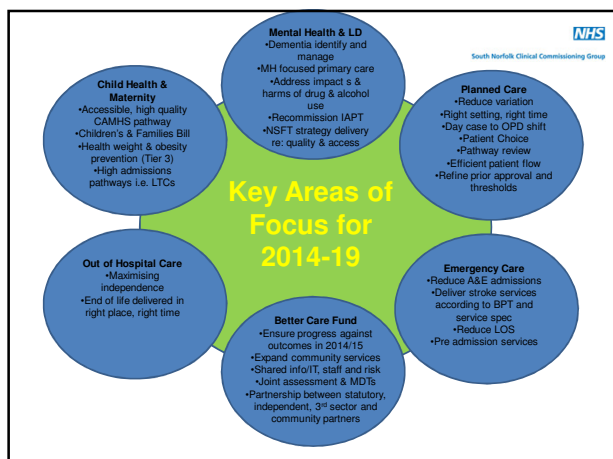 Mental Health & LD
•Dementia identify and
manage
•MH focused primary care
•Address impact s &
harms of drug & alcohol
use
•Recommission IAPT
•NSFT strategy delivery
re: quality & access
NHS
South Norfolk Clinical Commissioning Group
Child Health &
Maternity
•Accessible, high quality
CAMHS pathway
•Children's & Families Bill
•Health weight & obesity
prevention (Tier 3)
•High admissions
pathways i.e. LTCs
Planned Care
•Reduce variation
•Right setting, right time
•Day case to OPD shift
•Patient Choice
•Pathway review
•Efficient patient flow
•Refine prior approval and
thresholds
Key Areas of
Focus for
2014-19
Out of Hospital Care
•Maximising
independence
•End of life delivered in
right place, right time
Emergency Care
•Reduce A&E admissions
•Deliver stroke services
according to BPT and
service spec
•Reduce LOS
•Pre admission services
Better Care Fund
•Ensure progress against
outcomes in 2014/15
•Expand community services
•Shared info/IT, staff and risk
•Joint assessment & MDTs
•Partnership between statutory,
independent, 3rd sector and
community partners